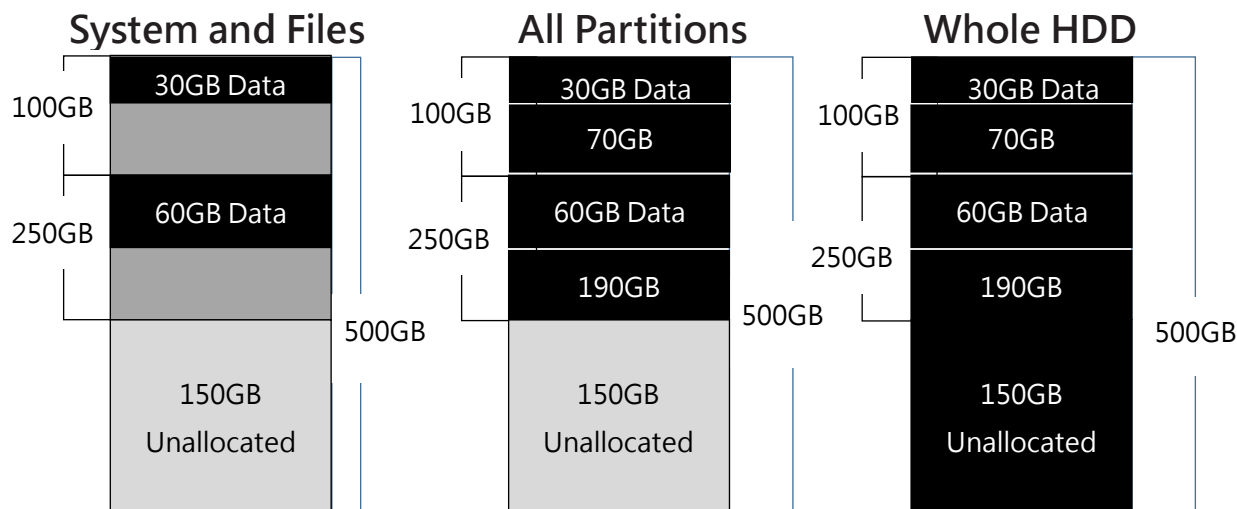 System and Files
100GB
30GB Data
250GB
60GB Data
500GB
150GB
Unallocated
All Partitions
100GB
30GB Data
70GB
250GB
60GB Data
190GB
500GB
150GB
Unallocated
Whole HDD
100GB
30GB Data
70GB
250GB
60GB Data
190GB
500GB
150GB
Unallocated